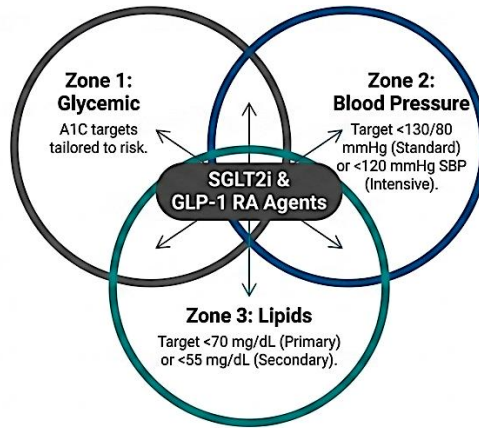 Zone 1:
Glycemic
A1C targets
tailored to risk.
Zone 2:
Blood Pressure
Target <130/80
mmHg (Standard)
or <120 mmHg SBP
(Intensive).
SGLT2i &
GLP-1 RA Agents
Zone 3: Lipids
Target <70 mg/dL (Primary)
or <55 mg/dL (Secondary).